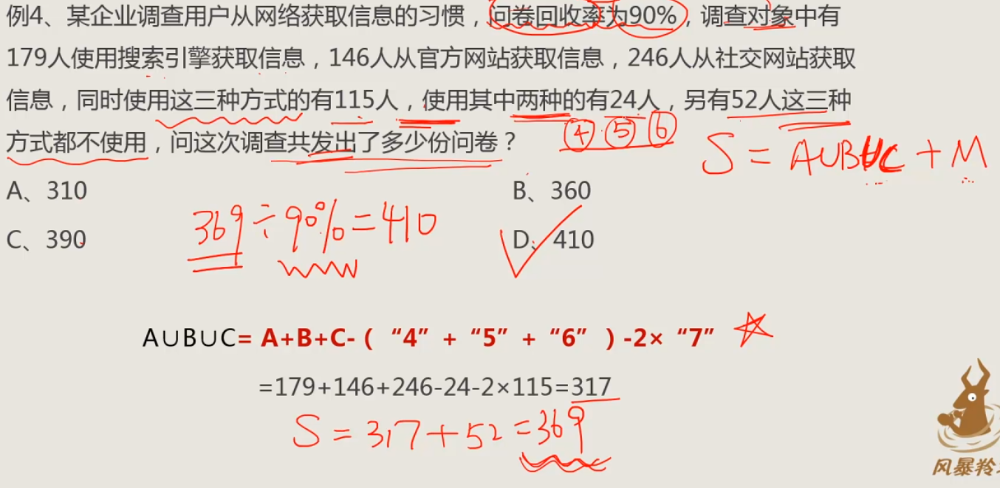 例4、某企业调查用户从网络获取信息的习惯，问卷回收率为90%，调查对象中有
179人使用搜索引擎获取信息，146人从官方网站获取信息，246人从社交网站获取
信息，同时使用这三种方式的有115人，使用其中两种的有24人，另有52人这三种
方式都不使用，问这次调查共发出了多少份问卷？
④ ⑤ ⑥
S = A∪B∪C + M
A、310
B、360
C、390
369÷90%=410
D、410
A∪B∪C= A+B+C-（ “4” + “5” + “6” ）-2× “7”
=179+146+246-24-2×115=317
S = 317+52 =369
风暴羚